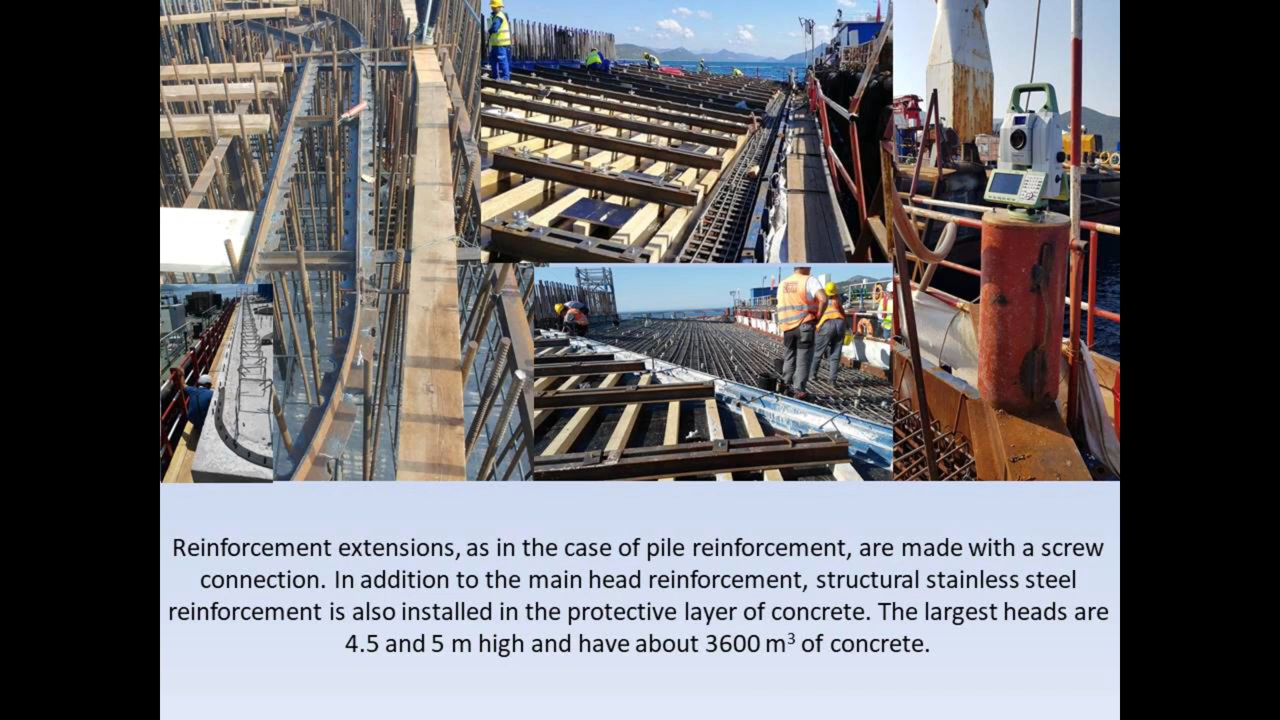 Reinforcement extensions, as in the case of pile reinforcement, are made with a screw
connection. In addition to the main head reinforcement, structural stainless steel
reinforcement is also installed in the protective layer of concrete. The largest heads are
4.5 and 5 m high and have about 3600 m³ of concrete.